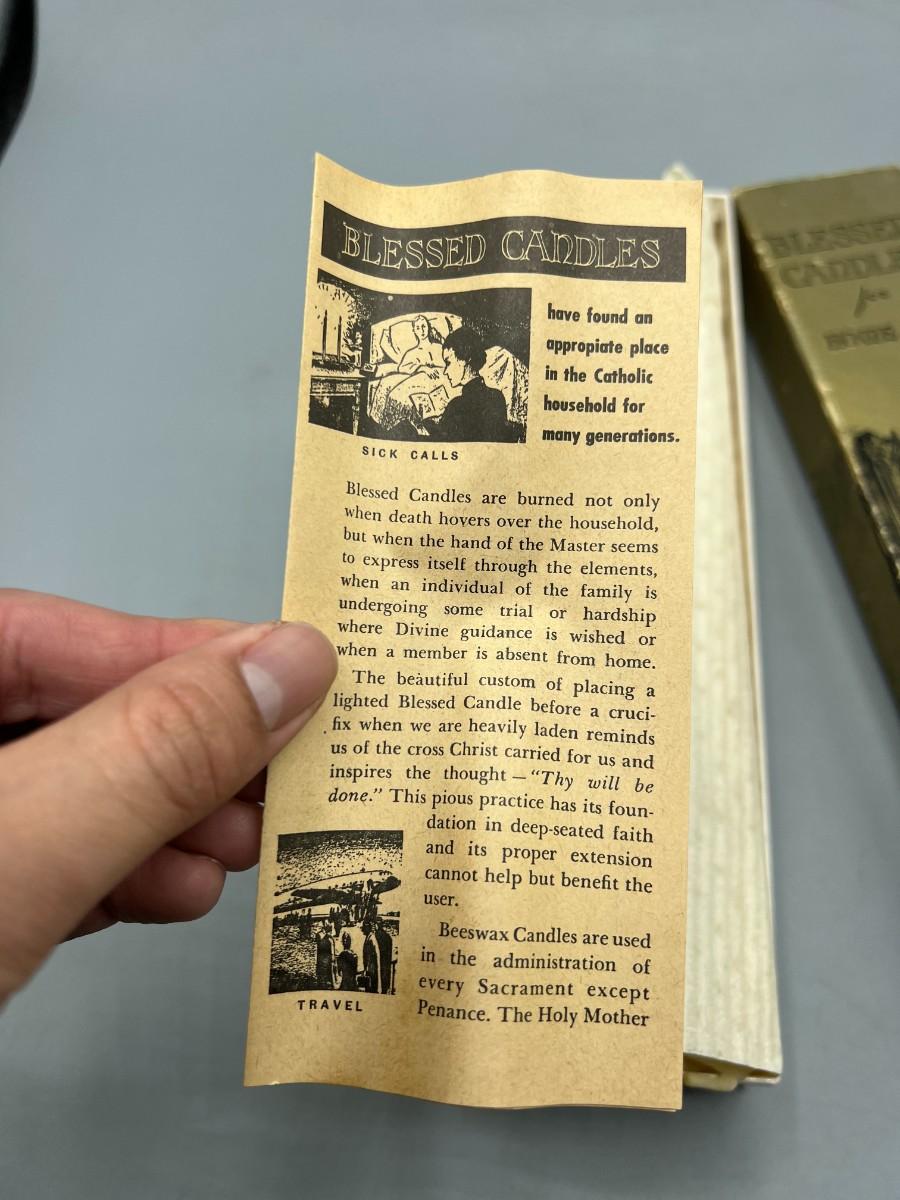 BLESSED CANDLES
have found an
appropiate place
in the Catholic
household for
many generations.
SICK CALLS
Blessed Candles are burned not only
when death hovers over the household,
but when the hand of the Master seems
to express itself through the elements,
when an individual of the family is
undergoing some trial or hardship
where Divine guidance is wished or
when a member is absent from home.
The beautiful custom of placing a
lighted Blessed Candle before a cruci-
fix when we are heavily laden reminds
us of the cross Christ carried for us and
inspires the thought — "Thy will be
done." This pious practice has its foun-
dation in deep-seated faith
and its proper extension
cannot help but benefit the
user.
Beeswax Candles are used
in the administration of
every Sacrament except
Penance. The Holy Mother
TRAVEL
BLESSED
CANDLE
for